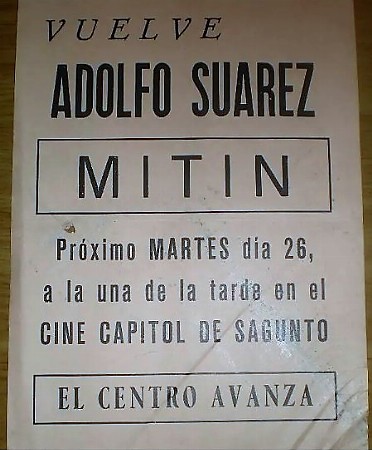 VUELVE
ADOLFO SUAREZ
MITIN
Próximo MARTES dia 26,
a la una de la tarde en el
CINE CAPITOL DE SAGUNTO
EL CENTRO AVANZA